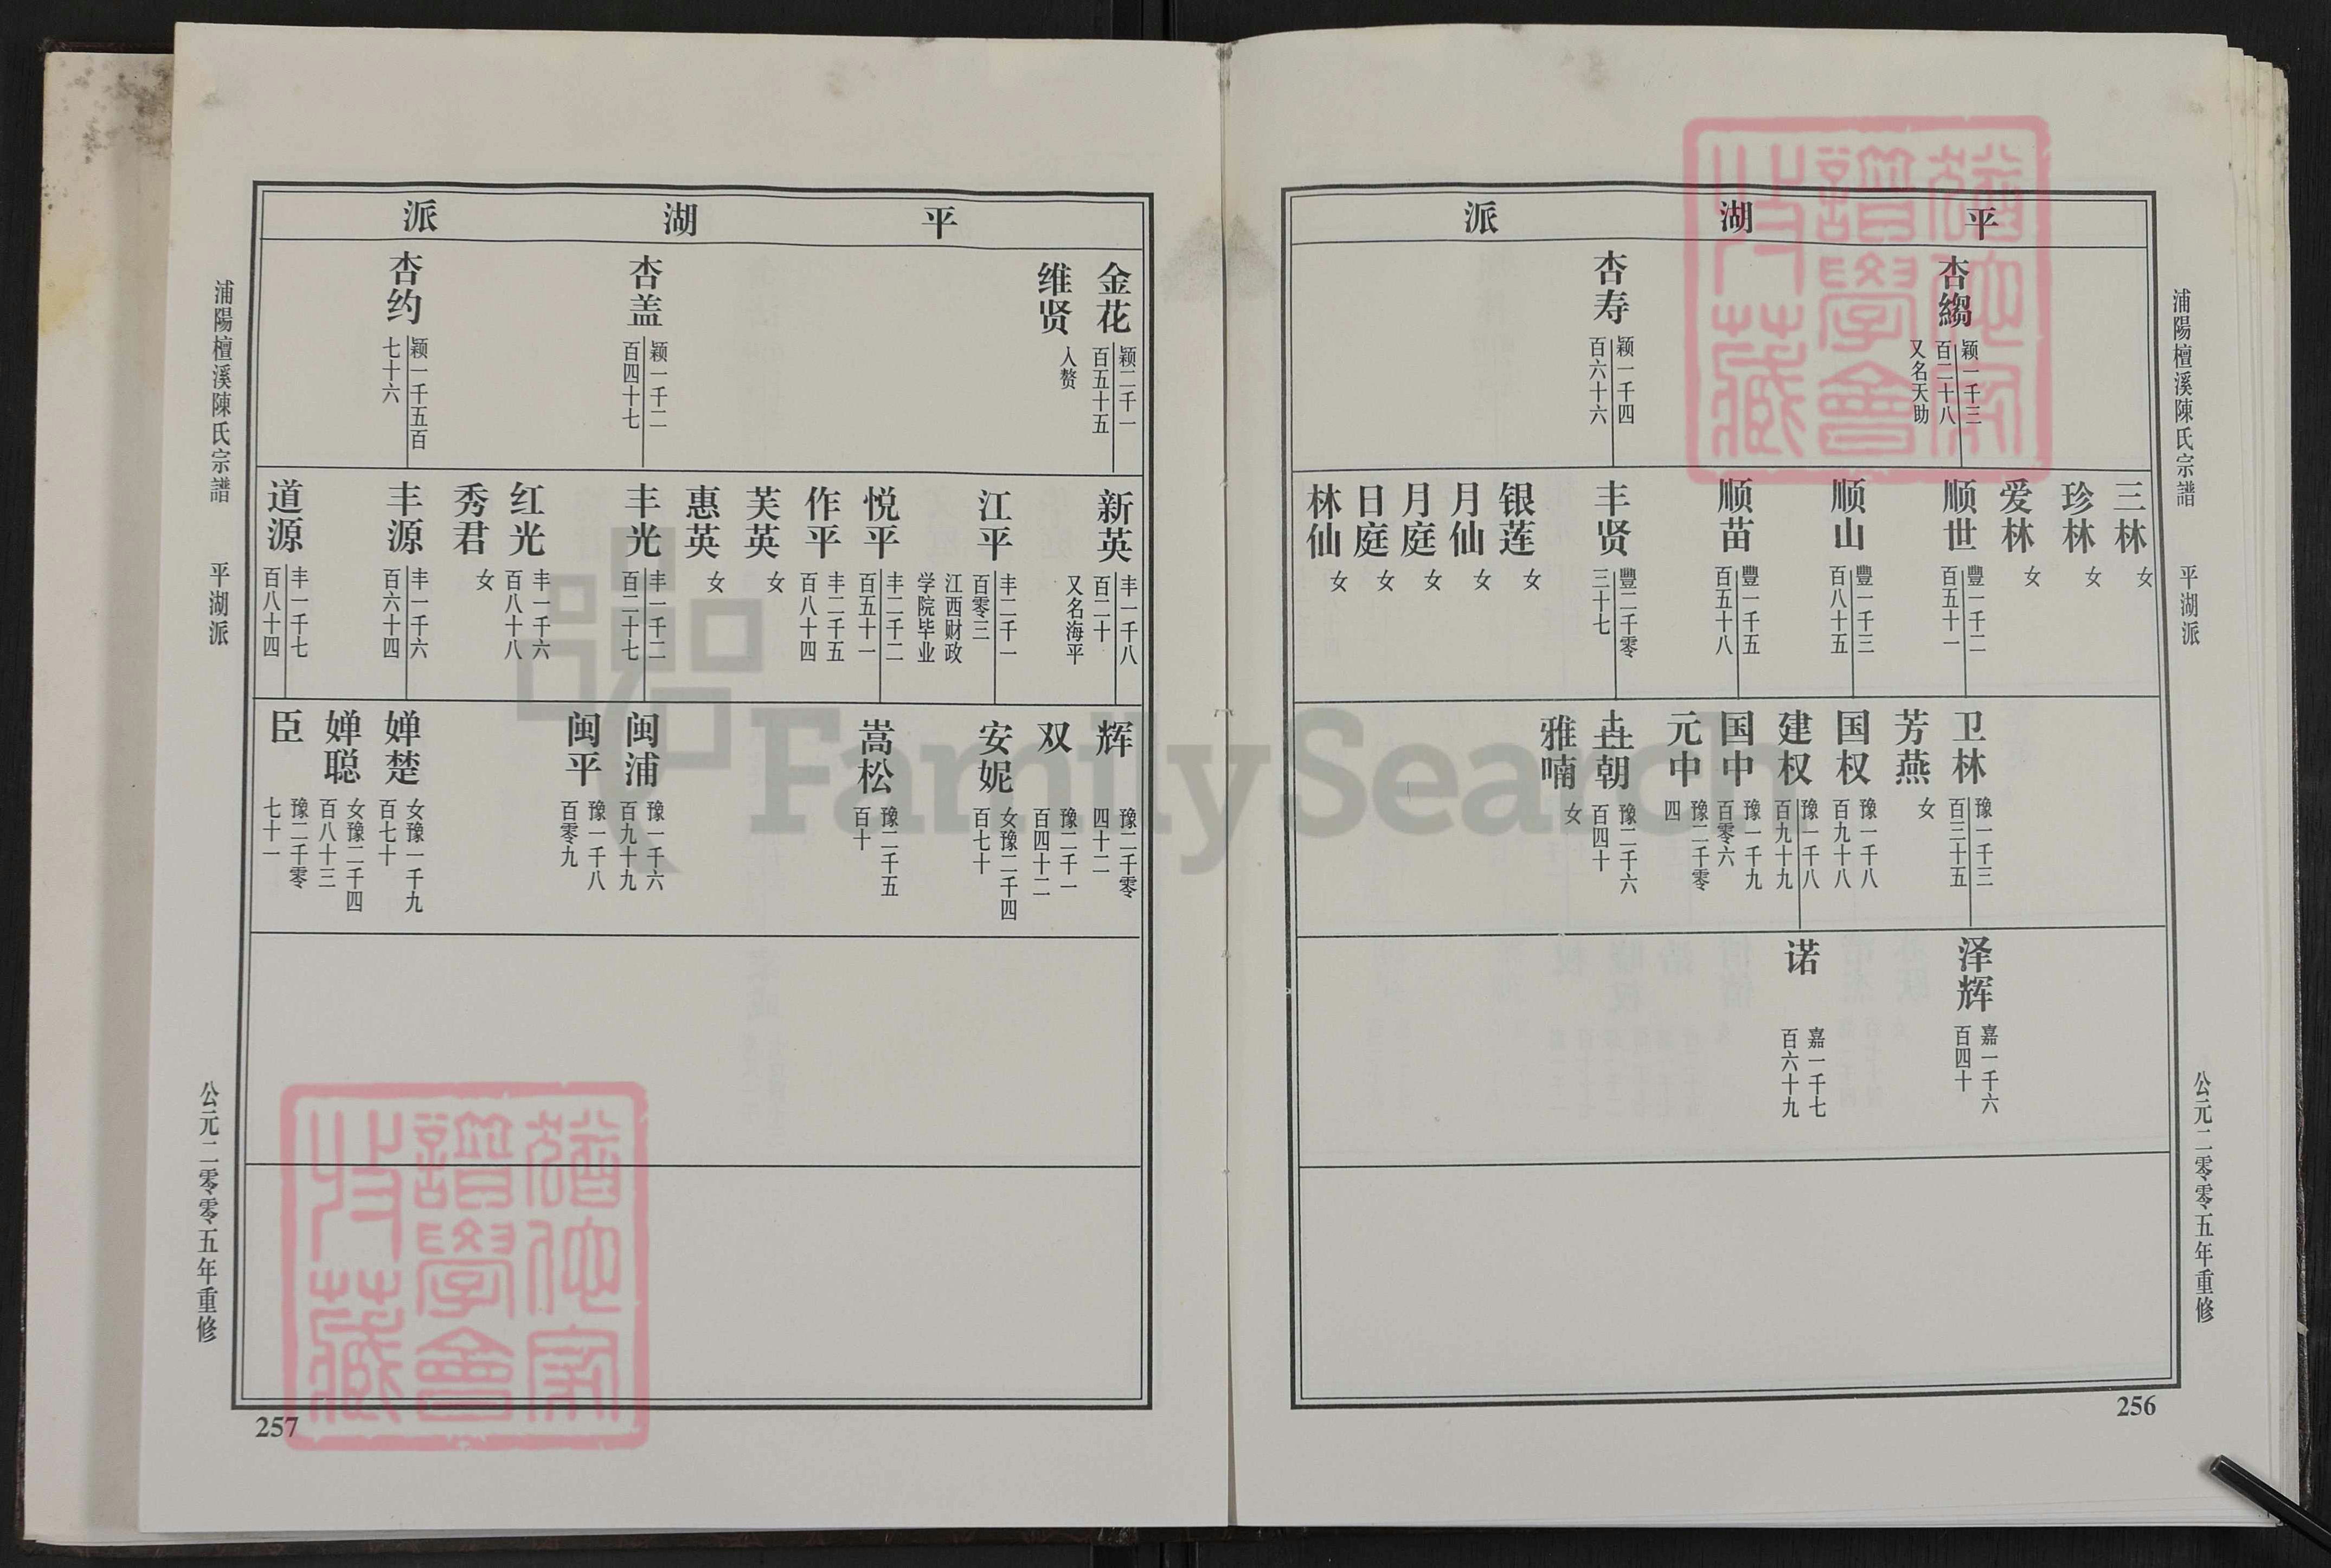 浦陽檀溪陳氏宗譜 平湖派 公元二零零五年重修
平湖派
杏縐 颖一千三百二十八 又名天助
杏寿 颖一千四百六十六
三林 女
珍林 女
爱林 女
顺世 豐一千二百五十一
顺山 豐一千三百八十五
顺苗 豐一千五百五十八
丰贤 豐二千零三十七
银莲 女
月仙 女
月庭 女
日庭 女
林仙 女
卫林 豫一千三百三十五
芳燕 女
国权 豫一千八百九十八
建权 豫一千八百九十九
国中 豫一千九百零六
元中 豫二千零四
壵朝 豫二千六百四十
雅喃 女
泽辉 嘉一千六百四十
诺 嘉一千七百六十九
256
平湖派
金花 颖二千一百五十五
维贤 入赘
杏盖 颖一千二百四十七
杏约 颖一千五百七十六
新英 丰一千八百二十 又名海平
江平 丰二千一百零三 江西财政学院毕业
悦平 丰二千二百五十一
作平 丰二千五百八十四
芙英 女
惠英 女
丰光 丰一千二百二十七
红光 丰一千六百八十八
秀君 女
丰源 丰一千六百六十四
道源 丰一千七百八十四
辉 豫二千零四十二
双 豫二千一百四十二
安妮 女豫二千四百七十
嵩松 豫二千五百十
闽浦 豫一千六百九十九
闽平 豫一千八百零九
婵楚 女豫一千九百七十
婵聪 女豫二千四百八十三
臣 豫二千零七十一
浦陽檀溪陳氏宗譜 平湖派 公元二零零五年重修
257
FamilySearch